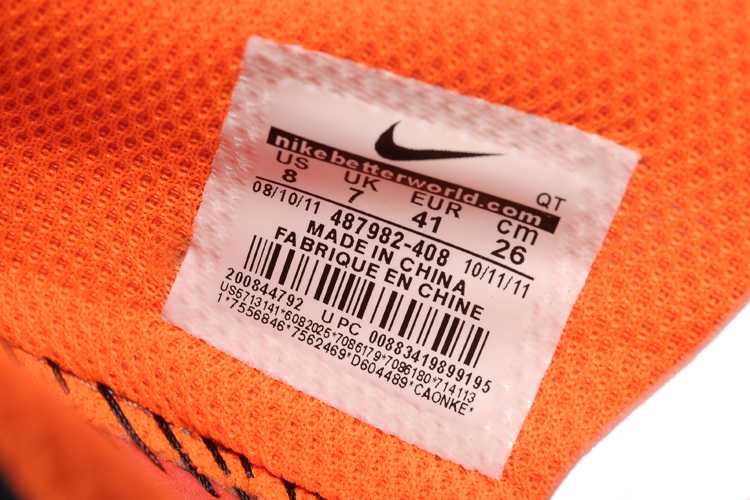 nikebetterworld.com
US UK EUR cm QT
8 7 41 26
08/10/11 487982-408 10/11/11
MADE IN CHINA
FABRIQUE EN CHINE
200844792 UPC 00883419899195
US6713141*6082025*7086179*7086180*714113
1*7556846*7562469*D604489*CAONKE*